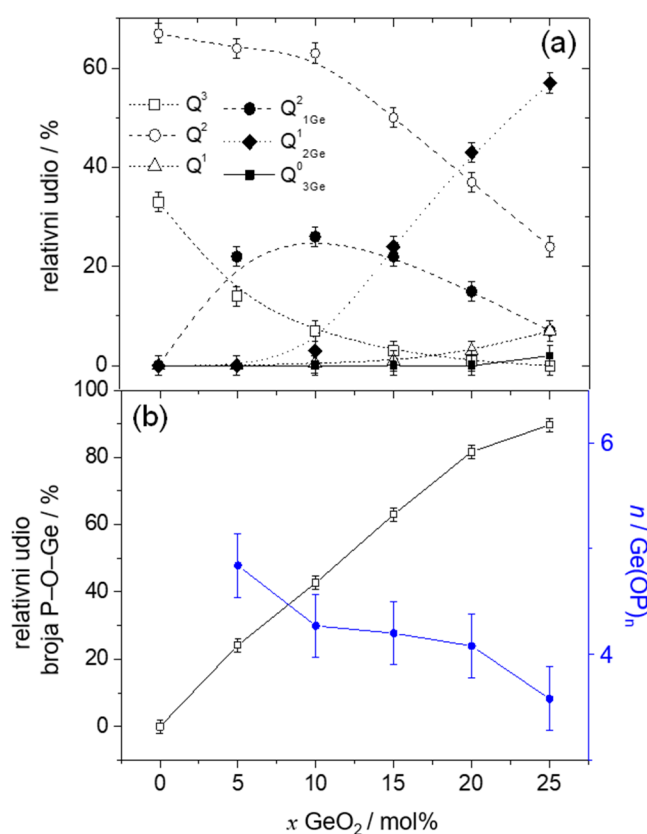 (a)
60
40
20
0
relativni udio / %
Q³ Q²₁Ge
Q² Q¹₂Ge
Q¹ Q⁰₃Ge
(b)
100
80
60
40
20
0
relativni udio
broja P–O–Ge / %
6
4
n / Ge(OP)ₙ
0 5 10 15 20 25
x GeO₂ / mol%